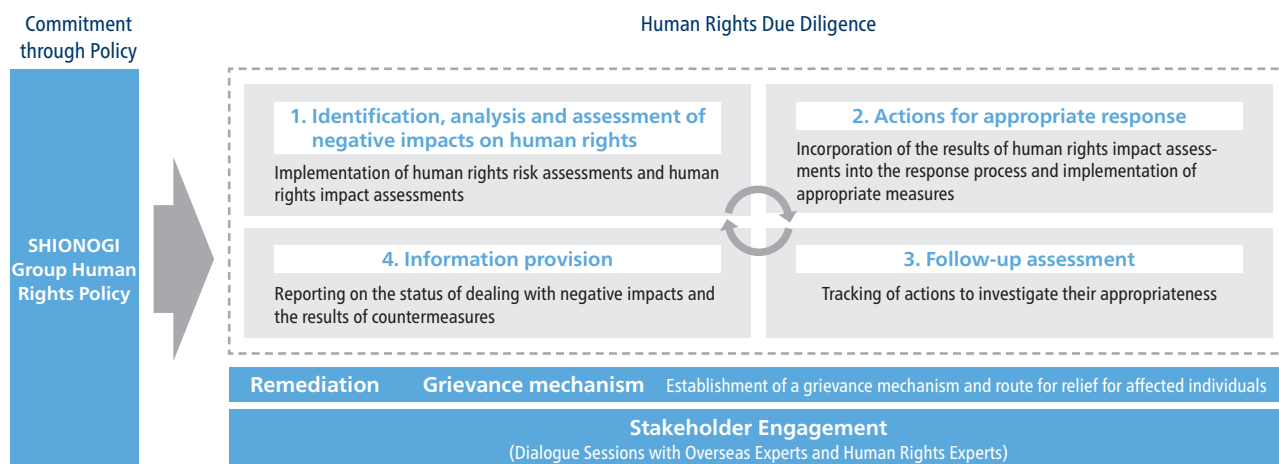 Commitment
through Policy
Human Rights Due Diligence
SHIONOGI
Group Human
Rights Policy
1. Identification, analysis and assessment of
negative impacts on human rights
Implementation of human rights risk assessments and human
rights impact assessments
2. Actions for appropriate response
Incorporation of the results of human rights impact assess-
ments into the response process and implementation of
appropriate measures
4. Information provision
Reporting on the status of dealing with negative impacts and
the results of countermeasures
3. Follow-up assessment
Tracking of actions to investigate their appropriateness
Remediation Grievance mechanism Establishment of a grievance mechanism and route for relief for affected individuals
Stakeholder Engagement
(Dialogue Sessions with Overseas Experts and Human Rights Experts)